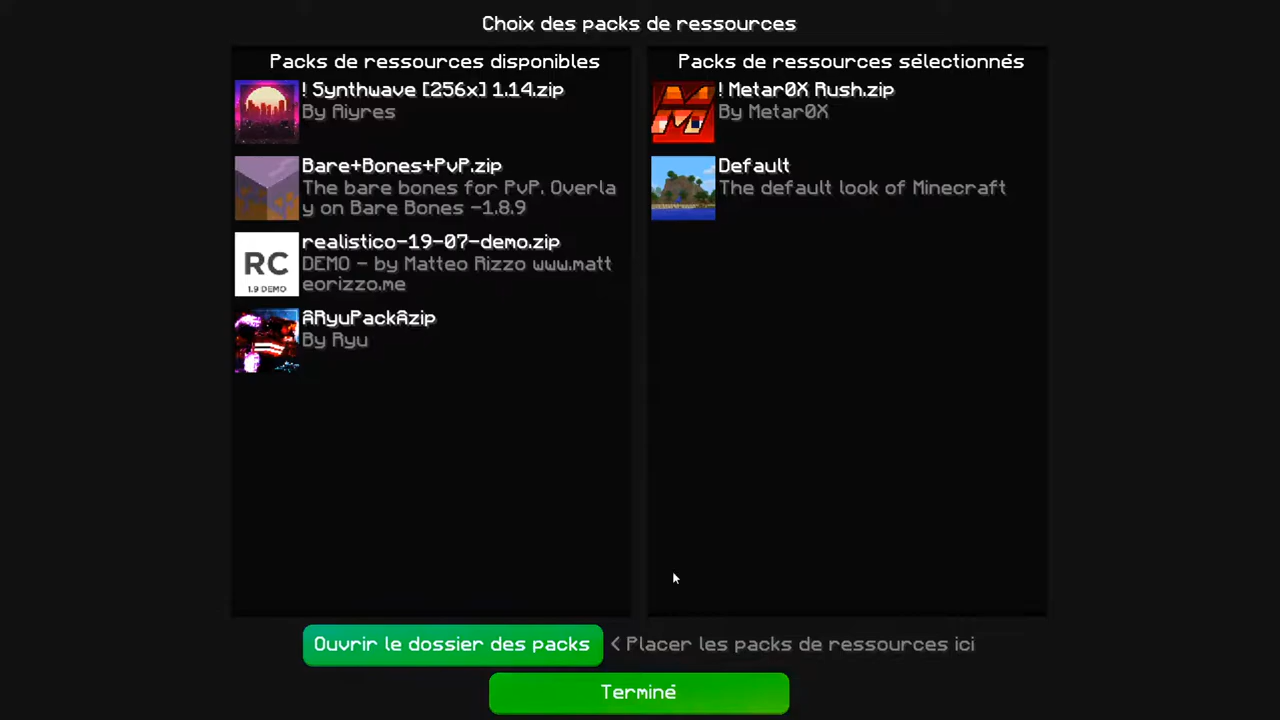 Choix des packs de ressources
Packs de ressources disponibles
! Synthwave [256x] 1.14.zip
By Aiyres
Bare+Bones+PvP.zip
The bare bones for PvP. Overla
y on Bare Bones -1.8.9
RC
1.9 DEMO
realistico-19-07-demo.zip
DEMO - by Matteo Rizzo www.matt
eorizzo.me
ÂRyuPackÂzip
By Ryu
Packs de ressources sélectionnés
! Metar0X Rush.zip
By Metar0X
Default
The default look of Minecraft
Ouvrir le dossier des packs
< Placer les packs de ressources ici
Terminé